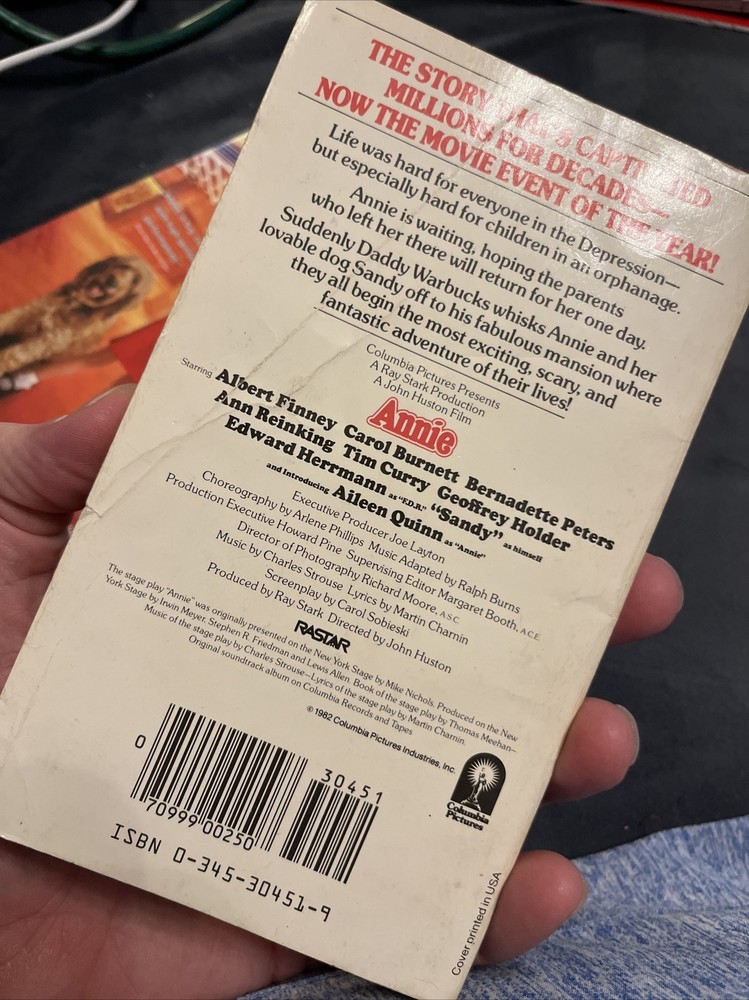 THE STORY THAT'S CAPTIVATED
MILLIONS FOR DECADES—
NOW THE MOVIE EVENT OF THE YEAR!
Life was hard for everyone in the Depression—
but especially hard for children in an orphanage.
Annie is waiting, hoping the parents
who left her there will return for her one day.
Suddenly Daddy Warbucks whisks Annie and her
lovable dog Sandy off to his fabulous mansion where
they all begin the most exciting, scary, and
fantastic adventure of their lives!
Columbia Pictures Presents
A Ray Stark Production
A John Huston Film
Annie
Starring Albert Finney Carol Burnett Bernadette Peters
Ann Reinking Tim Curry Geoffrey Holder
Edward Herrmann as "F.D.R." "Sandy" as himself
and Introducing Aileen Quinn as "Annie"
Executive Producer Joe Layton
Choreography by Arlene Phillips Music Adapted by Ralph Burns
Production Executive Howard Pine Supervising Editor Margaret Booth, A.C.E.
Director of Photography Richard Moore, A.S.C.
Music by Charles Strouse Lyrics by Martin Charnin
Screenplay by Carol Sobieski
Produced by Ray Stark Directed by John Huston
RASTAR
The stage play "Annie" was originally presented on the New York Stage by Mike Nichols. Produced on the New
York Stage by Irwin Meyer, Stephen R. Friedman and Lewis Allen. Book of the stage play by Thomas Meehan—
Music of the stage play by Charles Strouse—Lyrics of the stage play by Martin Charnin.
Original soundtrack album on Columbia Records and Tapes
© 1982 Columbia Pictures Industries, Inc.
Columbia
Pictures
0
30451
70999 00250
ISBN 0-345-30451-9
Cover printed in USA